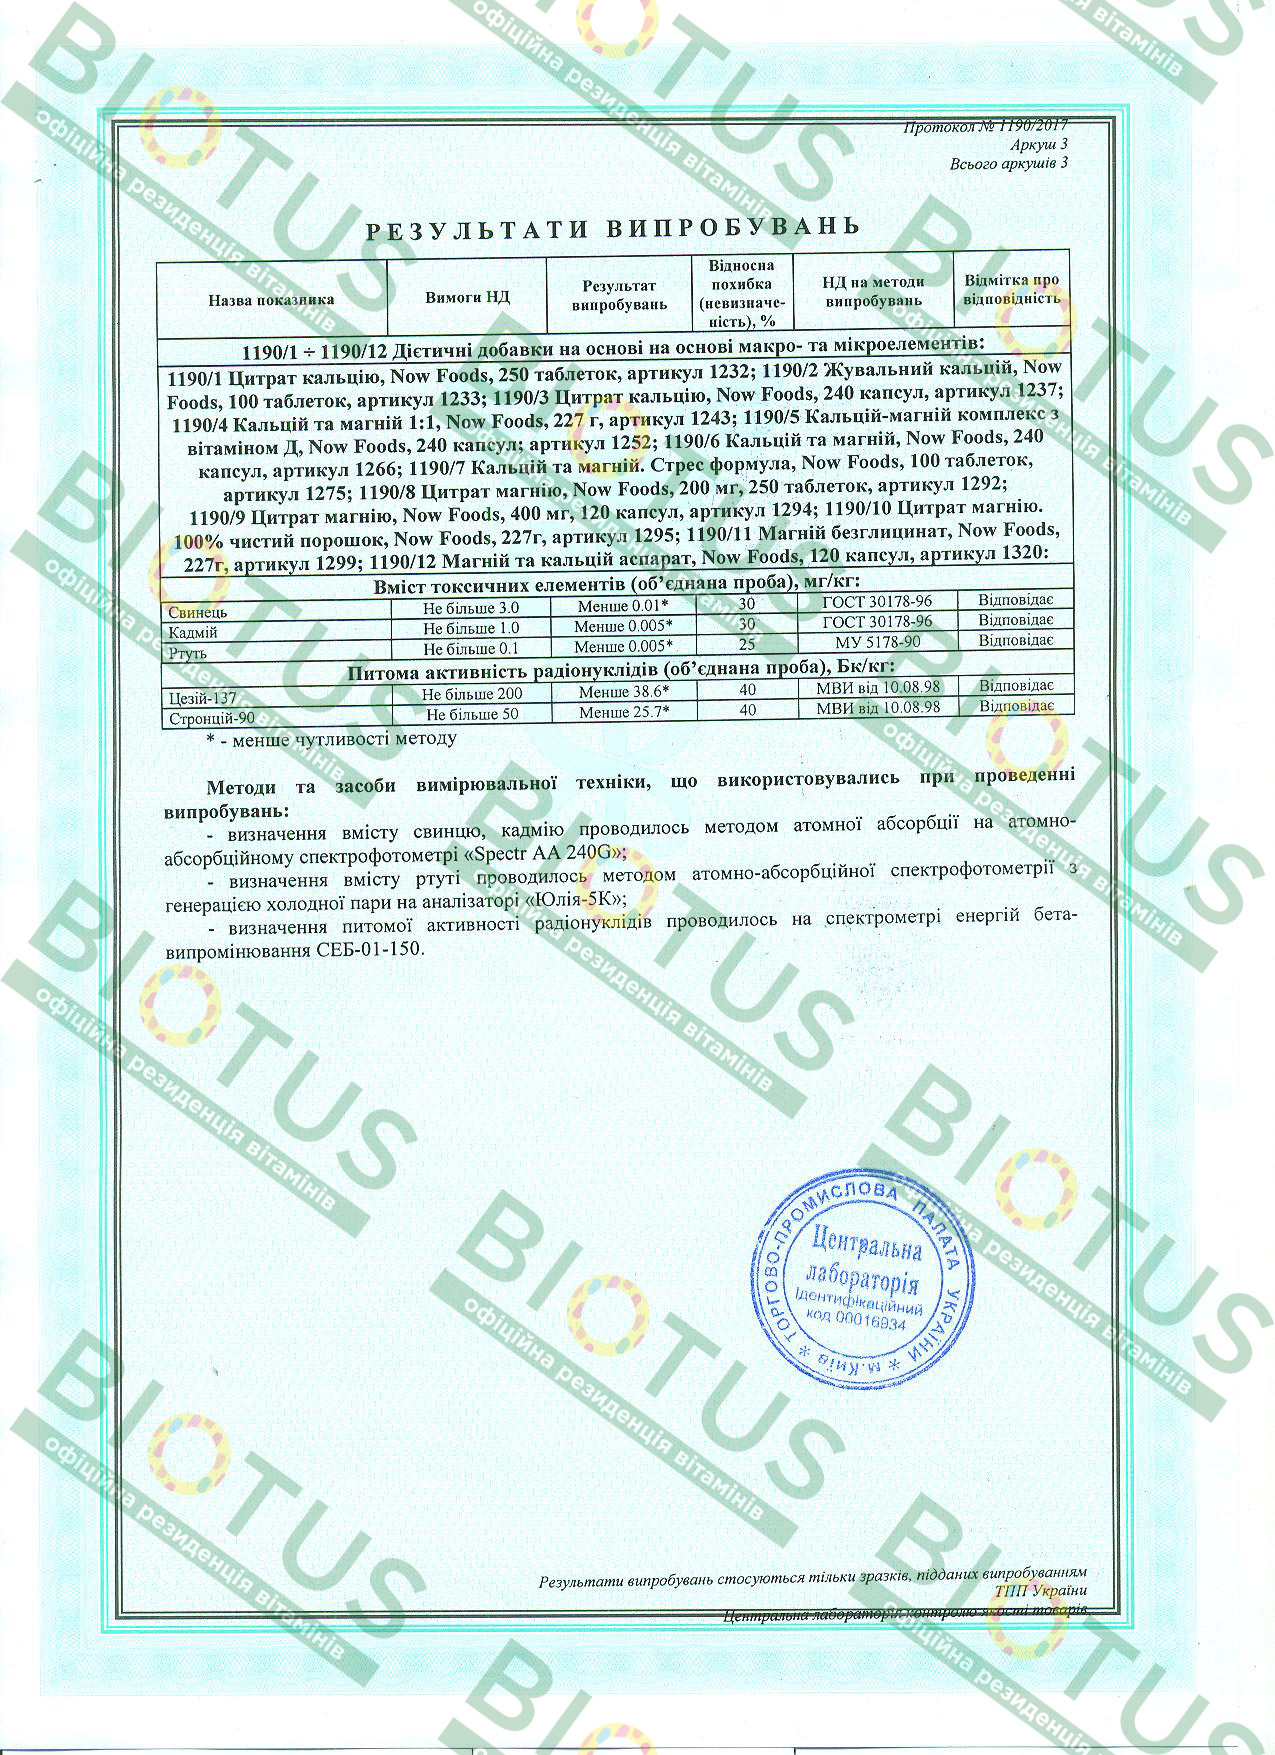 Протокол № 1190/2017
Аркуш 3
Всього аркушів 3
РЕЗУЛЬТАТИ ВИПРОБУВАНЬ
Назва показника | Вимоги НД | Результат випробувань | Відносна похибка (невизначе-ність), % | НД на методи випробувань | Відмітка про відповідність
1190/1 ÷ 1190/12 Дієтичні добавки на основі на основі макро- та мікроелементів:
1190/1 Цитрат кальцію, Now Foods, 250 таблеток, артикул 1232; 1190/2 Жувальний кальцій, Now
Foods, 100 таблеток, артикул 1233; 1190/3 Цитрат кальцію, Now Foods, 240 капсул, артикул 1237;
1190/4 Кальцій та магній 1:1, Now Foods, 227 г, артикул 1243; 1190/5 Кальцій-магній комплекс з
вітаміном Д, Now Foods, 240 капсул; артикул 1252; 1190/6 Кальцій та магній, Now Foods, 240
капсул, артикул 1266; 1190/7 Кальцій та магній. Стрес формула, Now Foods, 100 таблеток,
артикул 1275; 1190/8 Цитрат магнію, Now Foods, 200 мг, 250 таблеток, артикул 1292;
1190/9 Цитрат магнію, Now Foods, 400 мг, 120 капсул, артикул 1294; 1190/10 Цитрат магнію.
100% чистий порошок, Now Foods, 227г, артикул 1295; 1190/11 Магній безглицинат, Now Foods,
227г, артикул 1299; 1190/12 Магній та кальцій аспарат, Now Foods, 120 капсул, артикул 1320:
Вміст токсичних елементів (об’єднана проба), мг/кг:
Свинець | Не більше 3.0 | Менше 0.01* | 30 | ГОСТ 30178-96 | Відповідає
Кадмій | Не більше 1.0 | Менше 0.005* | 30 | ГОСТ 30178-96 | Відповідає
Ртуть | Не більше 0.1 | Менше 0.005* | 25 | МУ 5178-90 | Відповідає
Питома активність радіонуклідів (об’єднана проба), Бк/кг:
Цезій-137 | Не більше 200 | Менше 38.6* | 40 | МВИ від 10.08.98 | Відповідає
Стронцій-90 | Не більше 50 | Менше 25.7* | 40 | МВИ від 10.08.98 | Відповідає
* - менше чутливості методу
Методи та засоби вимірювальної техніки, що використовувались при проведенні
випробувань:
- визначення вмісту свинцю, кадмію проводилось методом атомної абсорбції на атомно-
абсорбційному спектрофотометрі «Spectr AA 240G»;
- визначення вмісту ртуті проводилось методом атомно-абсорбційної спектрофотометрії з
генерацією холодної пари на аналізаторі «Юлія-5К»;
- визначення питомої активності радіонуклідів проводилось на спектрометрі енергій бета-
випромінювання СЕБ-01-150.
ТОРГОВО-ПРОМИСЛОВА ПАЛАТА УКРАЇНИ * м.Київ *
Центральна
лабораторія
Ідентифікаційний
код 00016934
Результати випробувань стосуються тільки зразків, підданих випробуванням
ТПП України
Центральна лабораторія контролю якості товарів
BIOTUS
офіційна резиденція вітамінів